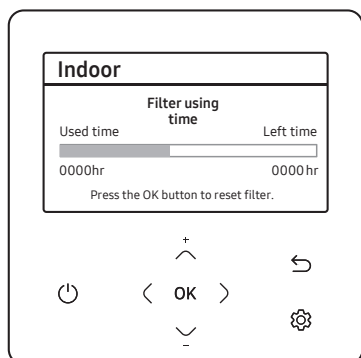 Indoor
Filter using
time
Used time Left time
0000hr 0000hr
Press the OK button to reset filter.
+
OK
-